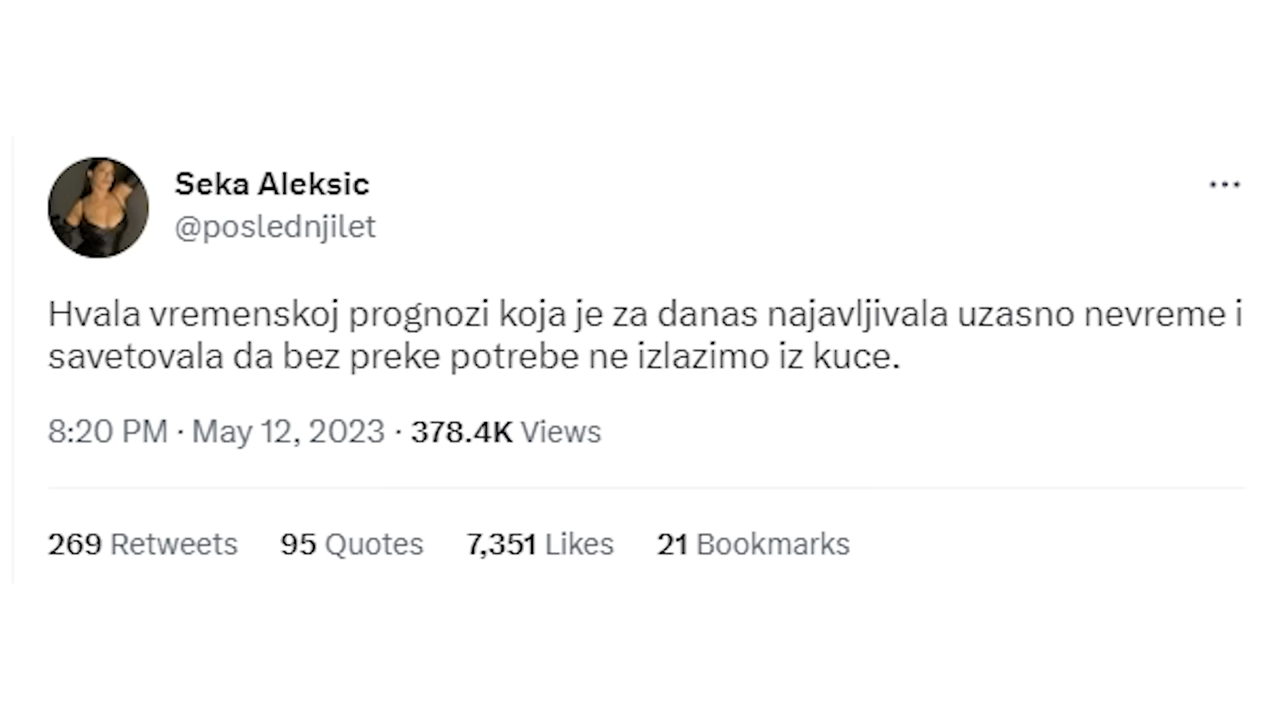 Seka Aleksic
@poslednjilet
Hvala vremenskoj prognozi koja je za danas najavljivala uzasno nevreme i
savetovala da bez preke potrebe ne izlazimo iz kuce.
8:20 PM · May 12, 2023 · 378.4K Views
269 Retweets 95 Quotes 7,351 Likes 21 Bookmarks